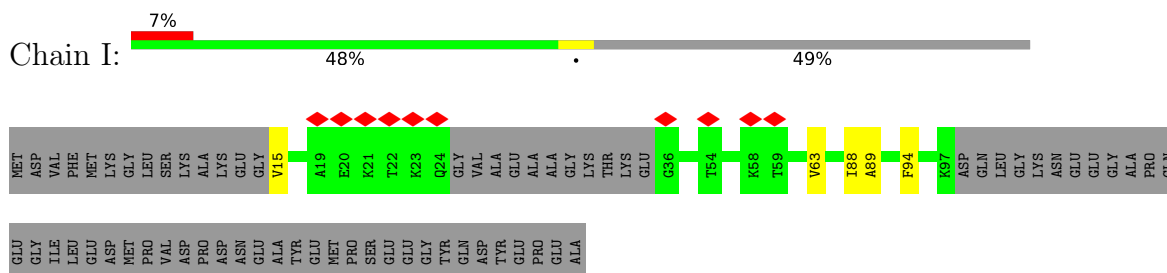 7%
Chain I:
48% • 49%
MET ASP VAL PHE MET LYS GLY LEU SER LYS ALA LYS GLU GLY V15 A19 E20 K21 T22 K23 Q24 GLY VAL ALA GLU ALA ALA GLY LYS THR LYS GLU G36 T54 K58 T59 V63 I88 A89 F94 K97 ASP GLN LEU GLY LYS ASN GLU GLU GLY ALA PRO
GLU GLY ILE LEU GLU ASP MET PRO VAL ASP PRO ASP ASN GLU ALA TYR GLU MET PRO SER GLU GLU GLY TYR GLN ASP TYR GLU PRO GLU ALA